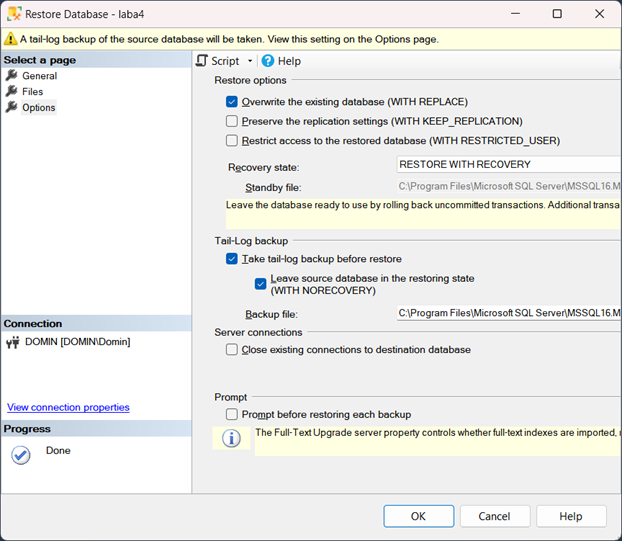 Restore Database - laba4
A tail-log backup of the source database will be taken. View this setting on the Options page.
Select a page
General
Files
Options
Script
Help
Restore options
Overwrite the existing database (WITH REPLACE)
Preserve the replication settings (WITH KEEP_REPLICATION)
Restrict access to the restored database (WITH RESTRICTED_USER)
Recovery state:
RESTORE WITH RECOVERY
Standby file:
C:\Program Files\Microsoft SQL Server\MSSQL16.M
Leave the database ready to use by rolling back uncommitted transactions. Additional transa
Tail-Log backup
Take tail-log backup before restore
Leave source database in the restoring state
(WITH NORECOVERY)
Backup file:
C:\Program Files\Microsoft SQL Server\MSSQL16.M
Server connections
Close existing connections to destination database
Prompt
Prompt before restoring each backup
The Full-Text Upgrade server property controls whether full-text indexes are imported,
Connection
DOMIN [DOMIN\Domin]
View connection properties
Progress
Done
OK
Cancel
Help